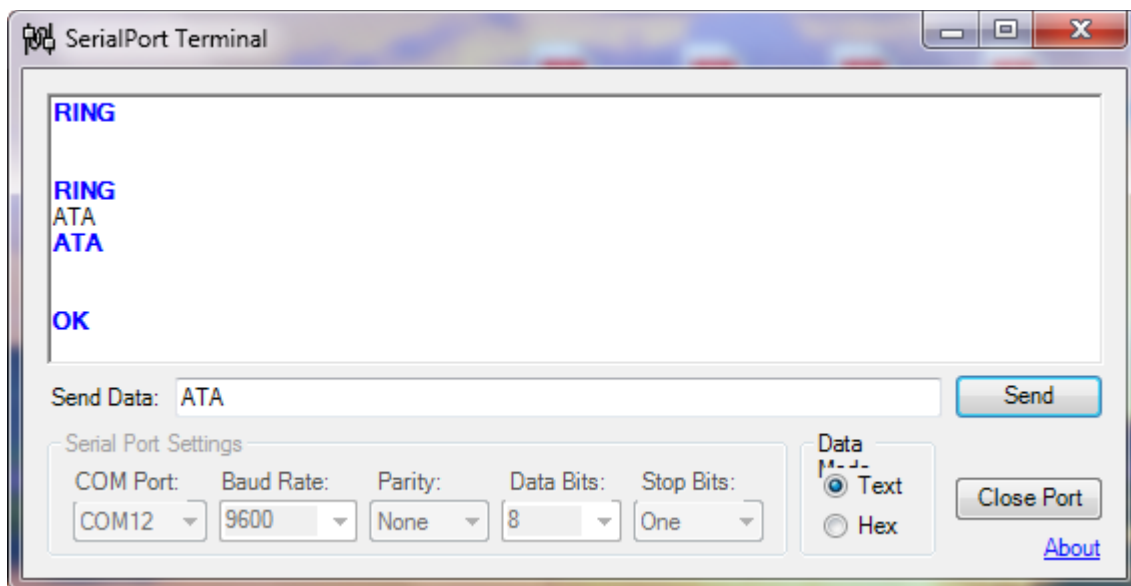 SerialPort Terminal
RING
RING
ATA
ATA
OK
Send Data: ATA Send
Serial Port Settings
COM Port: Baud Rate: Parity: Data Bits: Stop Bits:
COM12 9600 None 8 One
Data
Text
Hex
Close Port
About